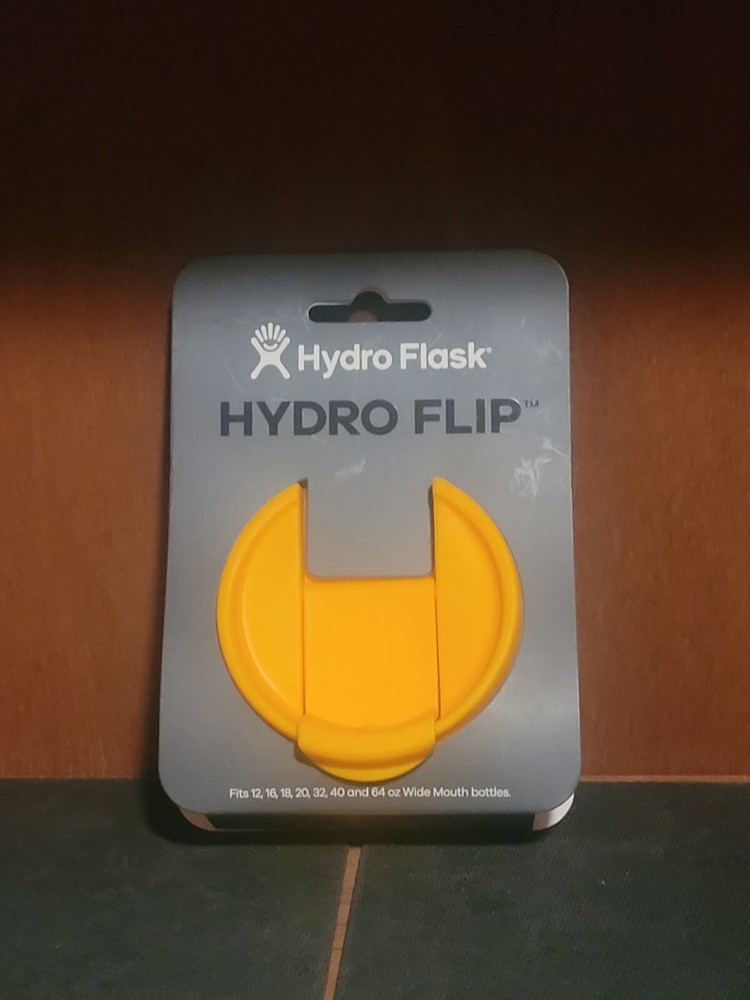 Hydro Flask®
HYDRO FLIP™
Fits 12, 16, 18, 20, 32, 40 and 64 oz Wide Mouth bottles.